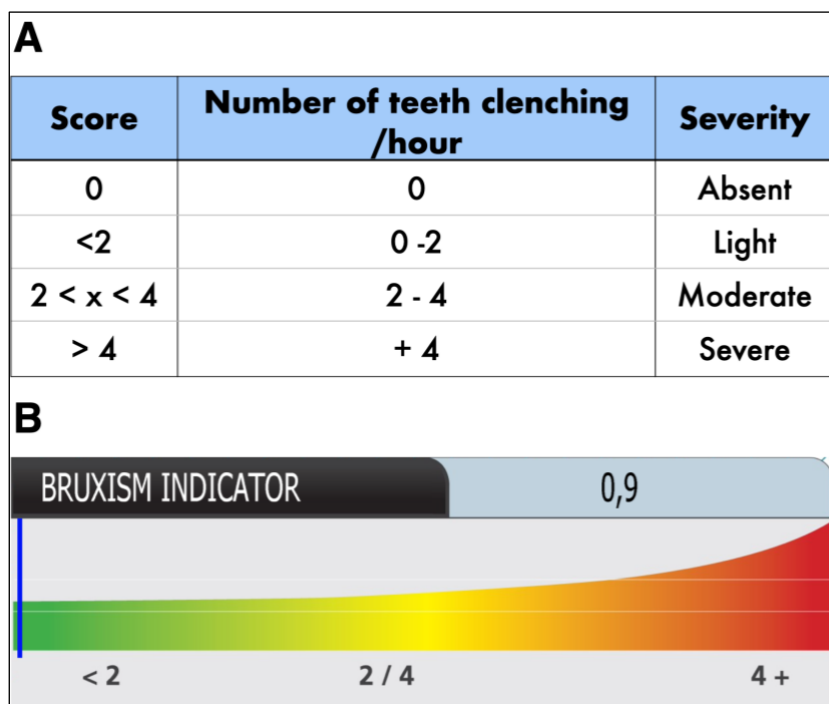 A
Score Number of teeth clenching /hour Severity
0 0 Absent
<2 0 -2 Light
2 < x < 4 2 - 4 Moderate
> 4 + 4 Severe
B
BRUXISM INDICATOR 0,9
< 2 2 / 4 4 +